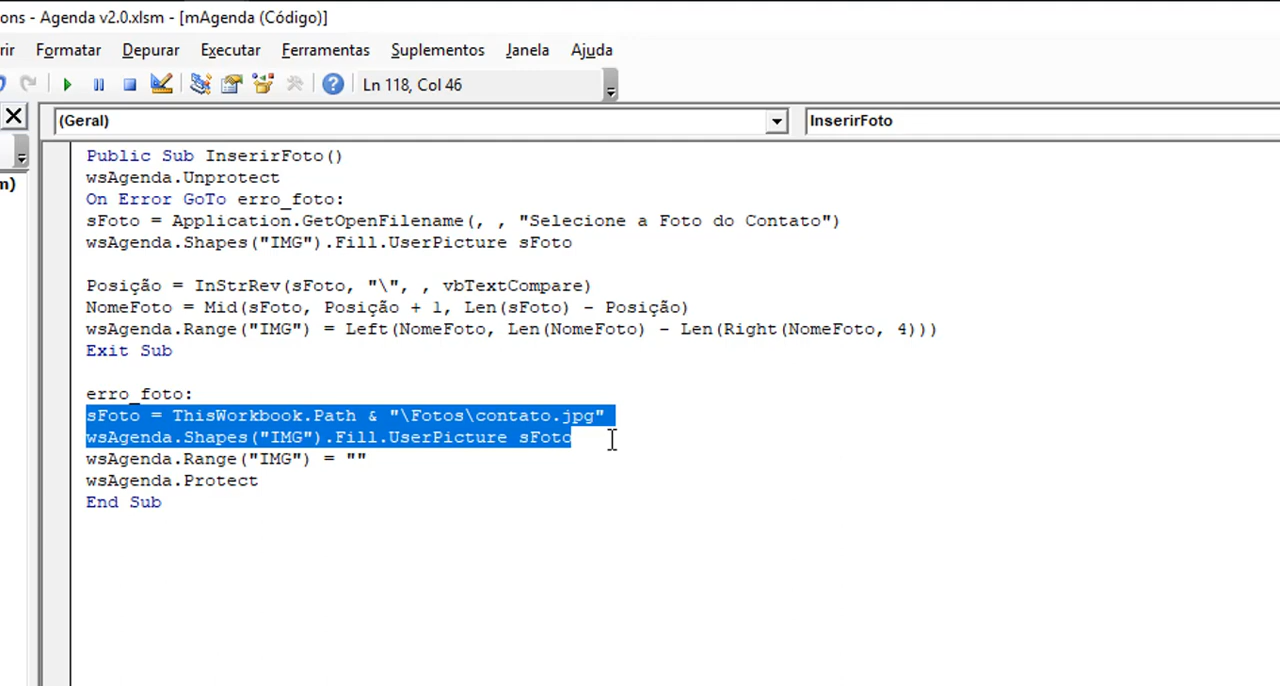 ons - Agenda v2.0.xlsm - [mAgenda (Código)]
rir Formatar Depurar Executar Ferramentas Suplementos Janela Ajuda
Ln 118, Col 46
(Geral) InserirFoto
m)
Public Sub InserirFoto()
wsAgenda.Unprotect
On Error GoTo erro_foto:
sFoto = Application.GetOpenFilename(, , "Selecione a Foto do Contato")
wsAgenda.Shapes("IMG").Fill.UserPicture sFoto
Posição = InStrRev(sFoto, "\", , vbTextCompare)
NomeFoto = Mid(sFoto, Posição + 1, Len(sFoto) - Posição)
wsAgenda.Range("IMG") = Left(NomeFoto, Len(NomeFoto) - Len(Right(NomeFoto, 4)))
Exit Sub
erro_foto:
sFoto = ThisWorkbook.Path & "\Fotos\contato.jpg"
wsAgenda.Shapes("IMG").Fill.UserPicture sFoto
wsAgenda.Range("IMG") = ""
wsAgenda.Protect
End Sub